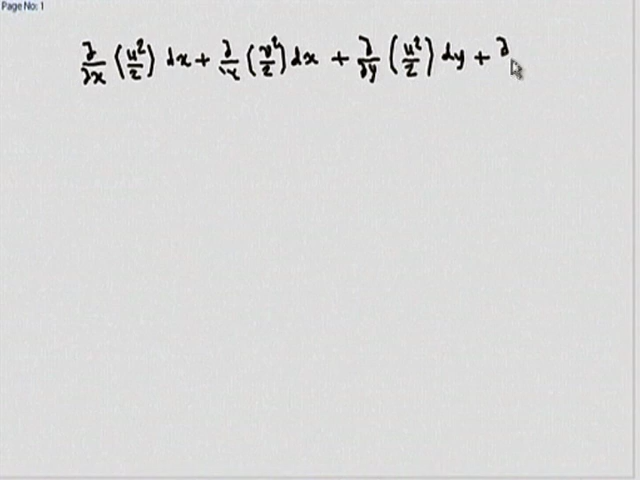 Page No: 1
∂/∂x (u²/2) dx + ∂/∂x (v²/2) dx + ∂/∂y (u²/2) dy + ∂